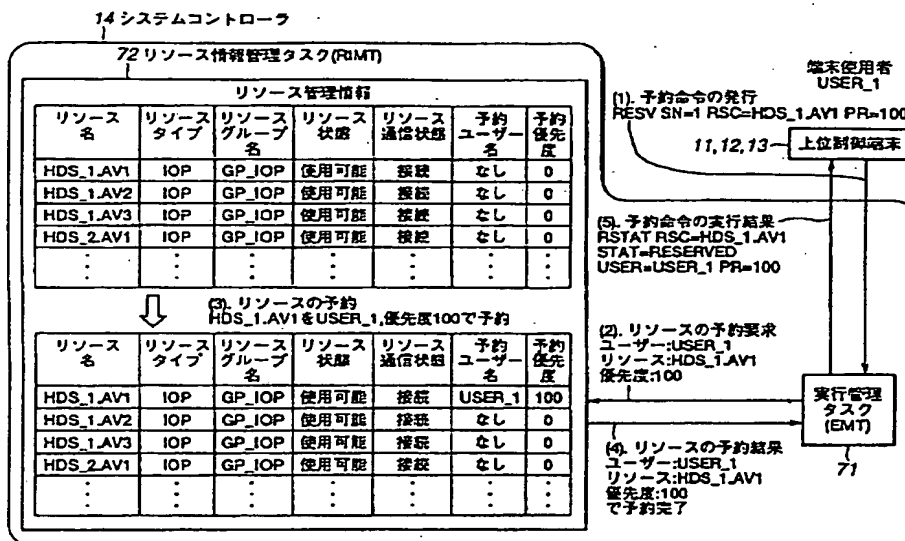 14 システムコントローラ
72 リソース情報管理タスク(RIMT)
リソース管理情報
リソース名 リソースタイプ リソースグループ名 リソース状態 リソース通信状態 予約ユーザー名 予約優先度
HDS_1.AV1 IOP GP_IOP 使用可能 接続 なし 0
HDS_1.AV2 IOP GP_IOP 使用可能 接続 なし 0
HDS_1.AV3 IOP GP_IOP 使用可能 接続 なし 0
HDS_2.AV1 IOP GP_IOP 使用可能 接続 なし 0
(3). リソースの予約
HDS_1.AV1をUSER_1,優先度100で予約
リソース名 リソースタイプ リソースグループ名 リソース状態 リソース通信状態 予約ユーザー名 予約優先度
HDS_1.AV1 IOP GP_IOP 使用可能 接続 USER_1 100
HDS_1.AV2 IOP GP_IOP 使用可能 接続 なし 0
HDS_1.AV3 IOP GP_IOP 使用可能 接続 なし 0
HDS_2.AV1 IOP GP_IOP 使用可能 接続 なし 0
端末使用者
USER_1
(1). 予約命令の発行
RESV SN=1 RSC=HDS_1.AV1 PR=100
11,12,13
上位制御端末
(5). 予約命令の実行結果
RSTAT RSC=HDS_1.AV1
STAT=RESERVED
USER=USER_1 PR=100
(2). リソースの予約要求
ユーザー:USER_1
リソース:HDS_1.AV1
優先度:100
実行管理
タスク
(EMT)
71
(4). リソースの予約結果
ユーザー:USER_1
リソース:HDS_1.AV1
優先度:100
で予約完了